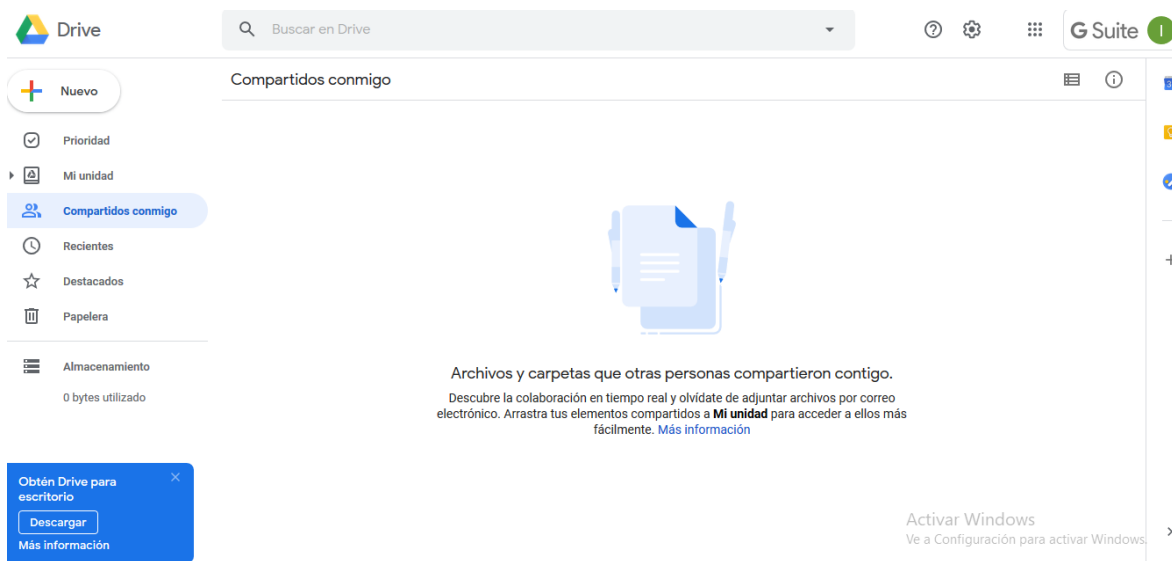 Drive
Buscar en Drive
G Suite
I
Nuevo
Compartidos conmigo
Prioridad
Mi unidad
Compartidos conmigo
Recientes
Destacados
Papelera
Almacenamiento
0 bytes utilizado
Archivos y carpetas que otras personas compartieron contigo.
Descubre la colaboración en tiempo real y olvídate de adjuntar archivos por correo
electrónico. Arrastra tus elementos compartidos a Mi unidad para acceder a ellos más
fácilmente. Más información
Obtén Drive para
escritorio
Descargar
Más información
Activar Windows
Ve a Configuración para activar Windows.